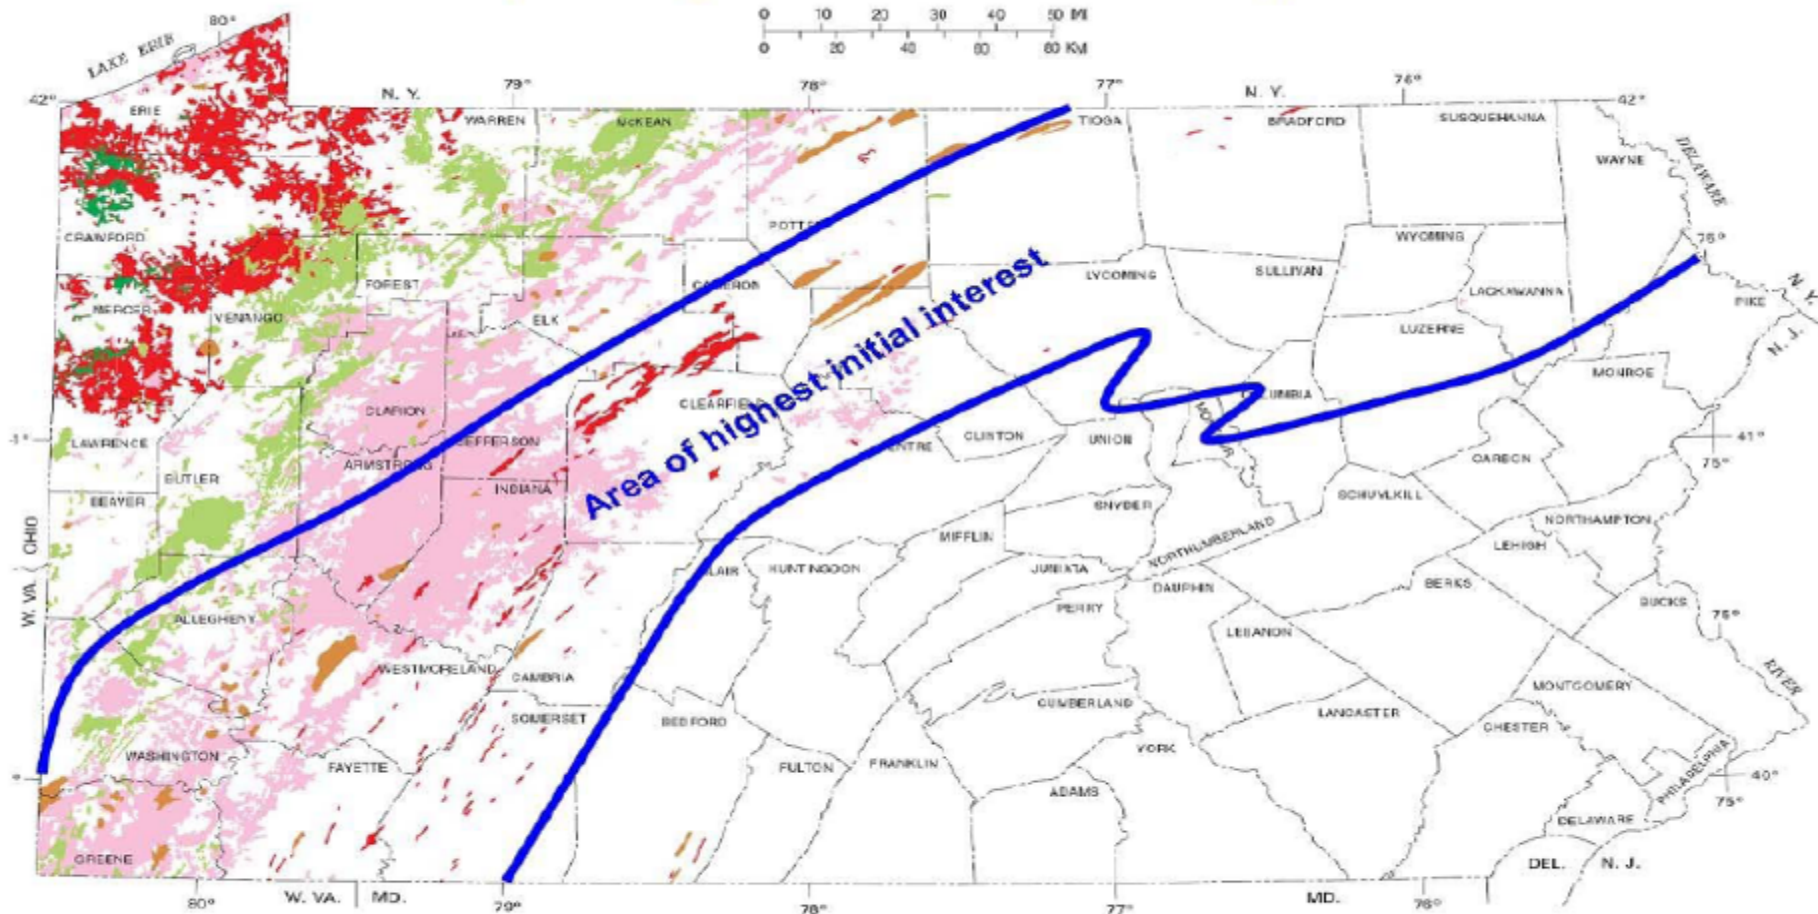 0 10 20 30 40 50 MI
0 20 40 60 80 KM
80°
LAKE ERIE
42°
N. Y.
79°
78°
77°
N. Y.
76°
42°
ERIE
WARREN
McKEAN
TIOGA
BRADFORD
SUSQUEHANNA
WAYNE
DELAWARE
CRAWFORD
POTTER
WYOMING
75°
FOREST
CAMERON
LYCOMING
SULLIVAN
LACKAWANNA
PIKE
N. Y.
N. J.
MERCER
VENANGO
ELK
LUZERNE
MONROE
Area of highest initial interest
CLARION
CLEARFIELD
COLUMBIA
LAWRENCE
JEFFERSON
CENTRE
CLINTON
UNION
MONTOUR
41°
75°
BUTLER
ARMSTRONG
CARBON
BEAVER
INDIANA
SNYDER
SCHUYLKILL
NORTHAMPTON
W. VA. OHIO
MIFFLIN
NORTHUMBERLAND
LEHIGH
BLAIR
HUNTINGDON
JUNIATA
DAUPHIN
BERKS
BUCKS
75°
ALLEGHENY
PERRY
LEBANON
RIVER
WESTMORELAND
CAMBRIA
MONTGOMERY
SOMERSET
BEDFORD
CUMBERLAND
LANCASTER
CHESTER
WASHINGTON
FAYETTE
FULTON
FRANKLIN
YORK
PHILADELPHIA
40°
75°
ADAMS
DELAWARE
GREENE
DEL.
N. J.
80°
W. VA.
MD.
79°
78°
77°
MD.
76°